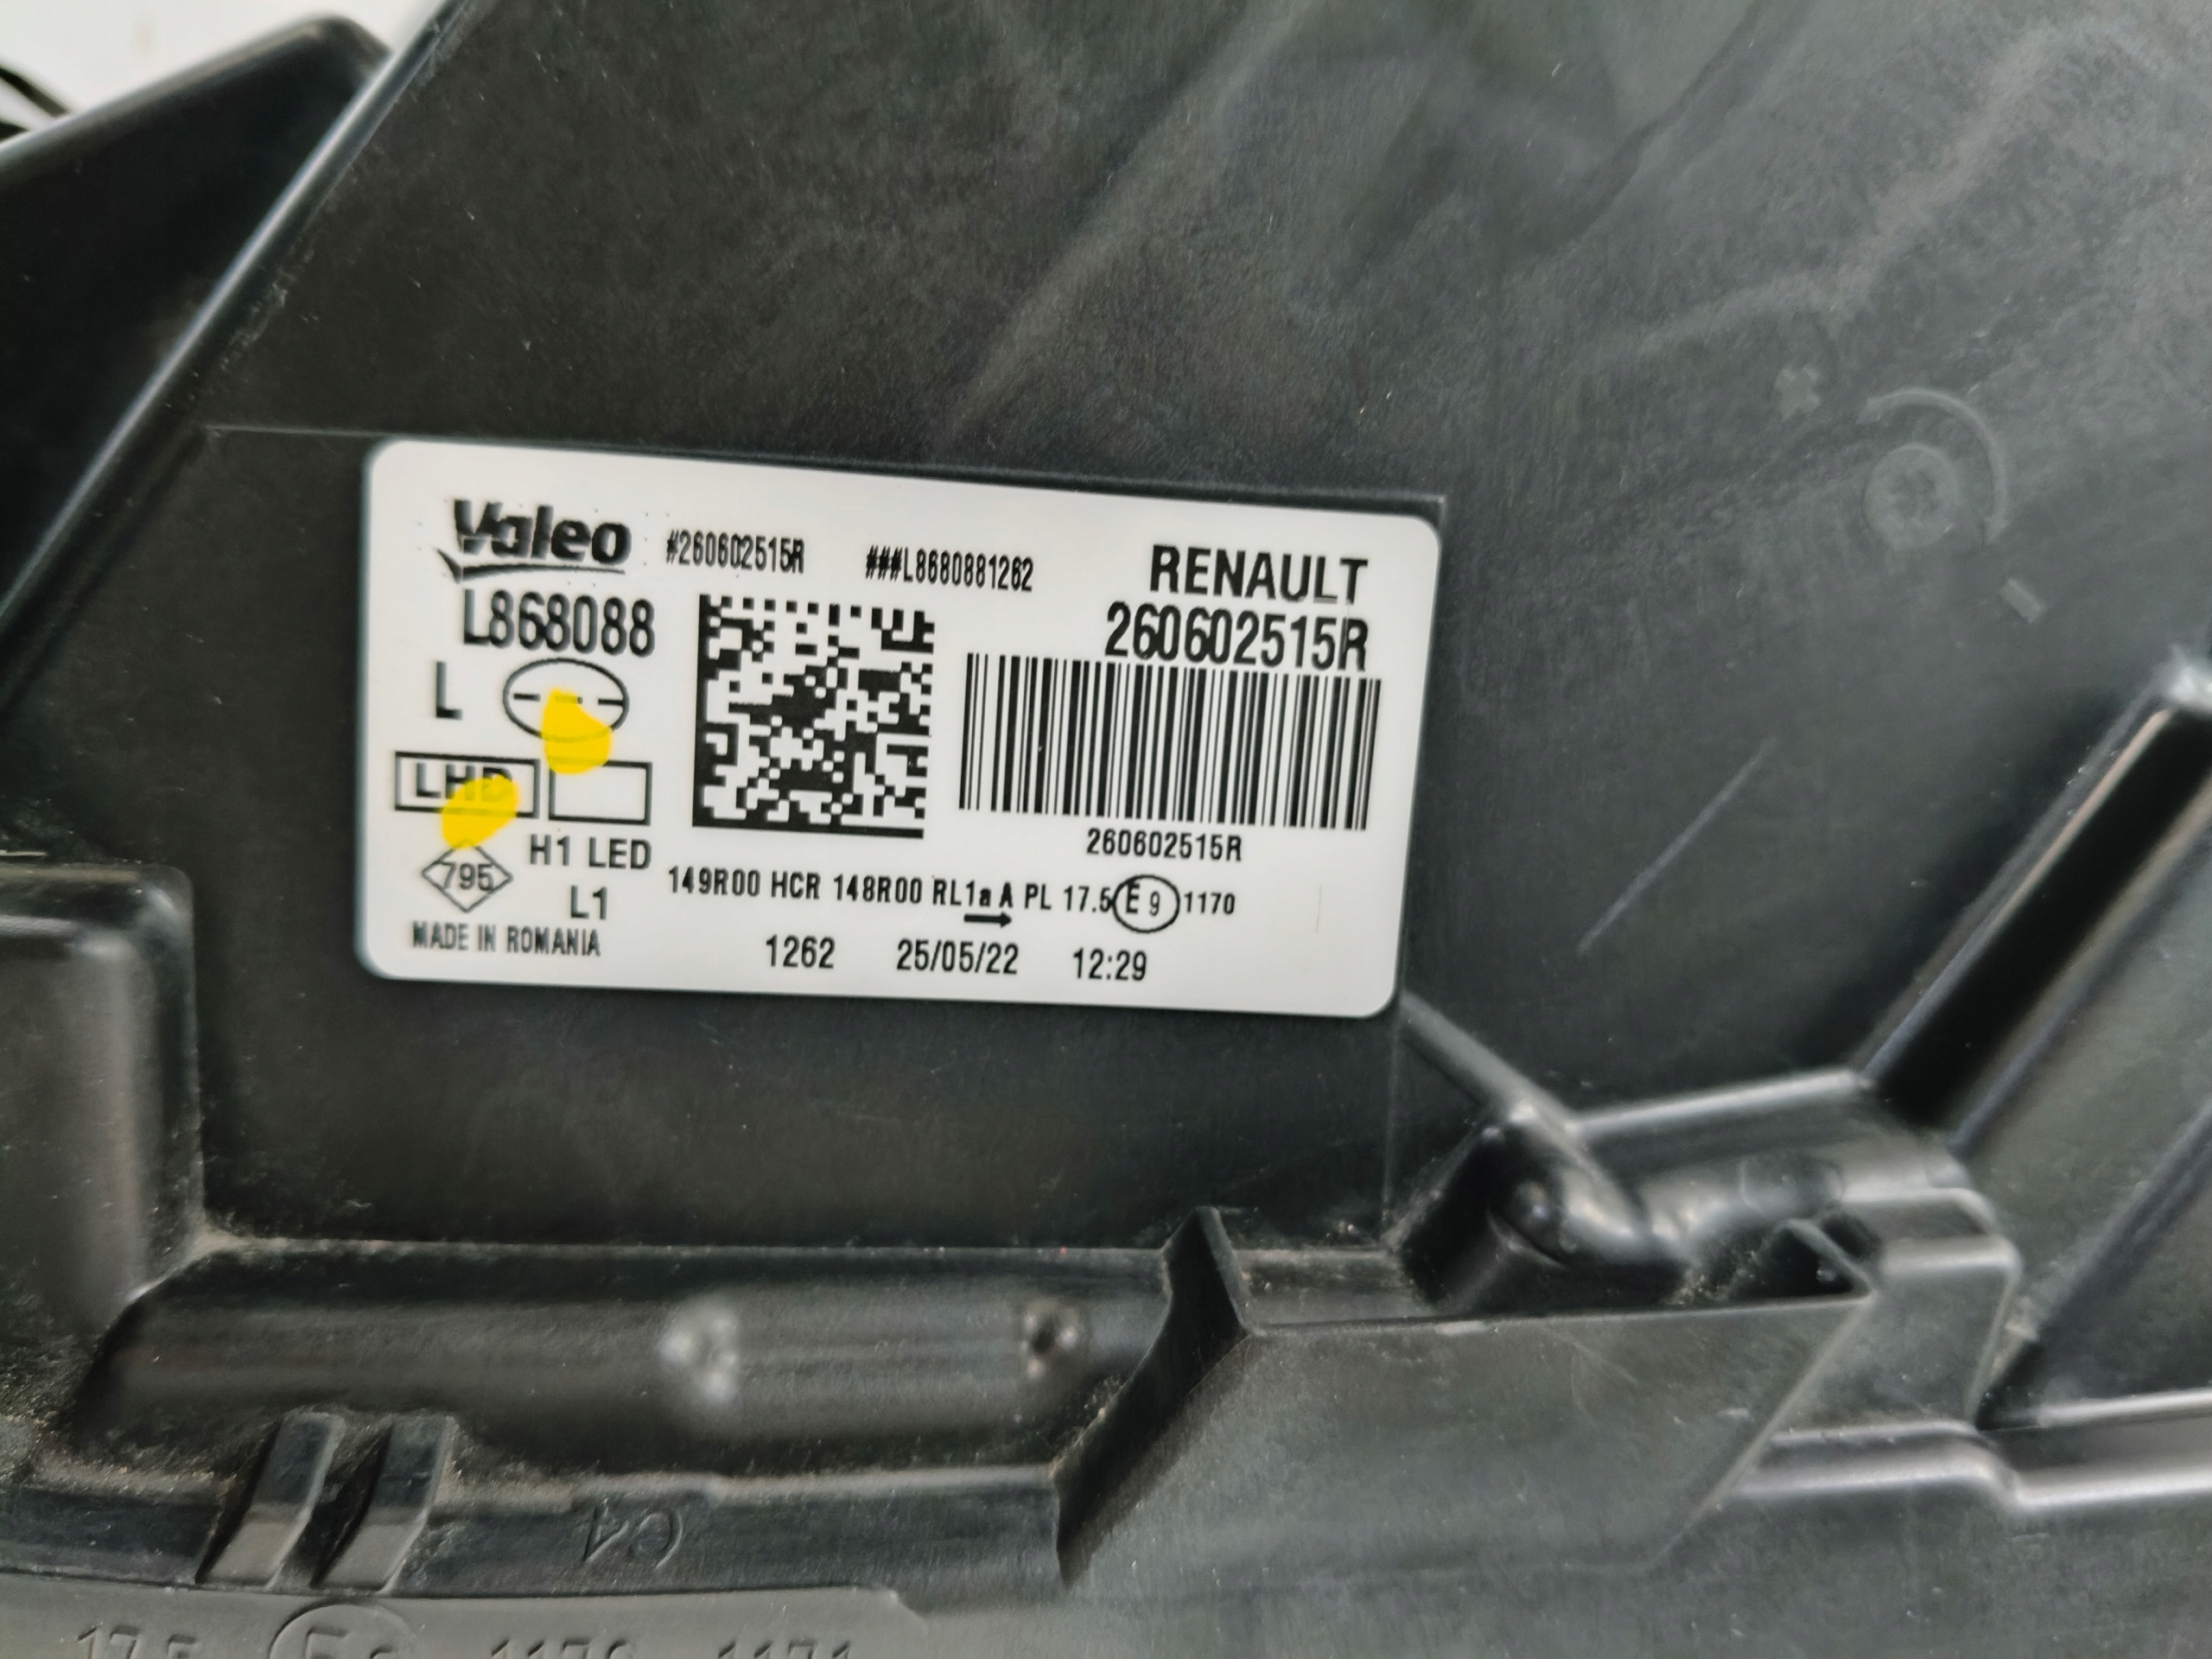 Valeo #260602515R ###L8680881262 RENAULT
L868088 260602515R
L
LHD
260602515R
H1 LED
795
L1
149R00 HCR 148R00 RL1a A PL 17.5 E9 1170
MADE IN ROMANIA
1262 25/05/22 12:29
C4